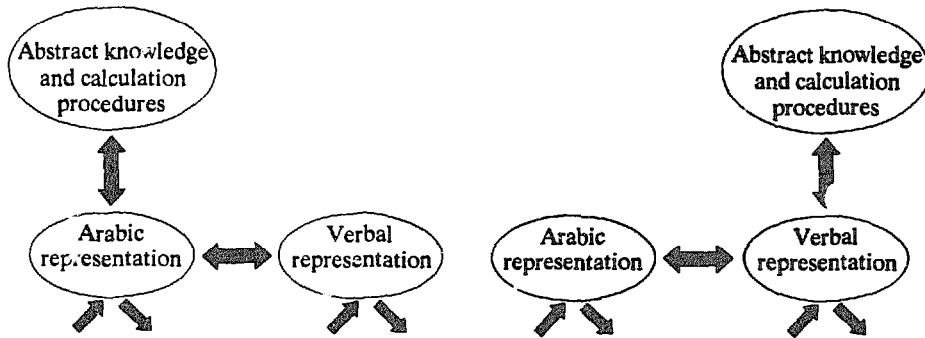 Abstract knowledge
and calculation
procedures
Abstract knowledge
and calculation
procedures
Arabic
representation
Verbal
representation
Arabic
representation
Verbal
representation